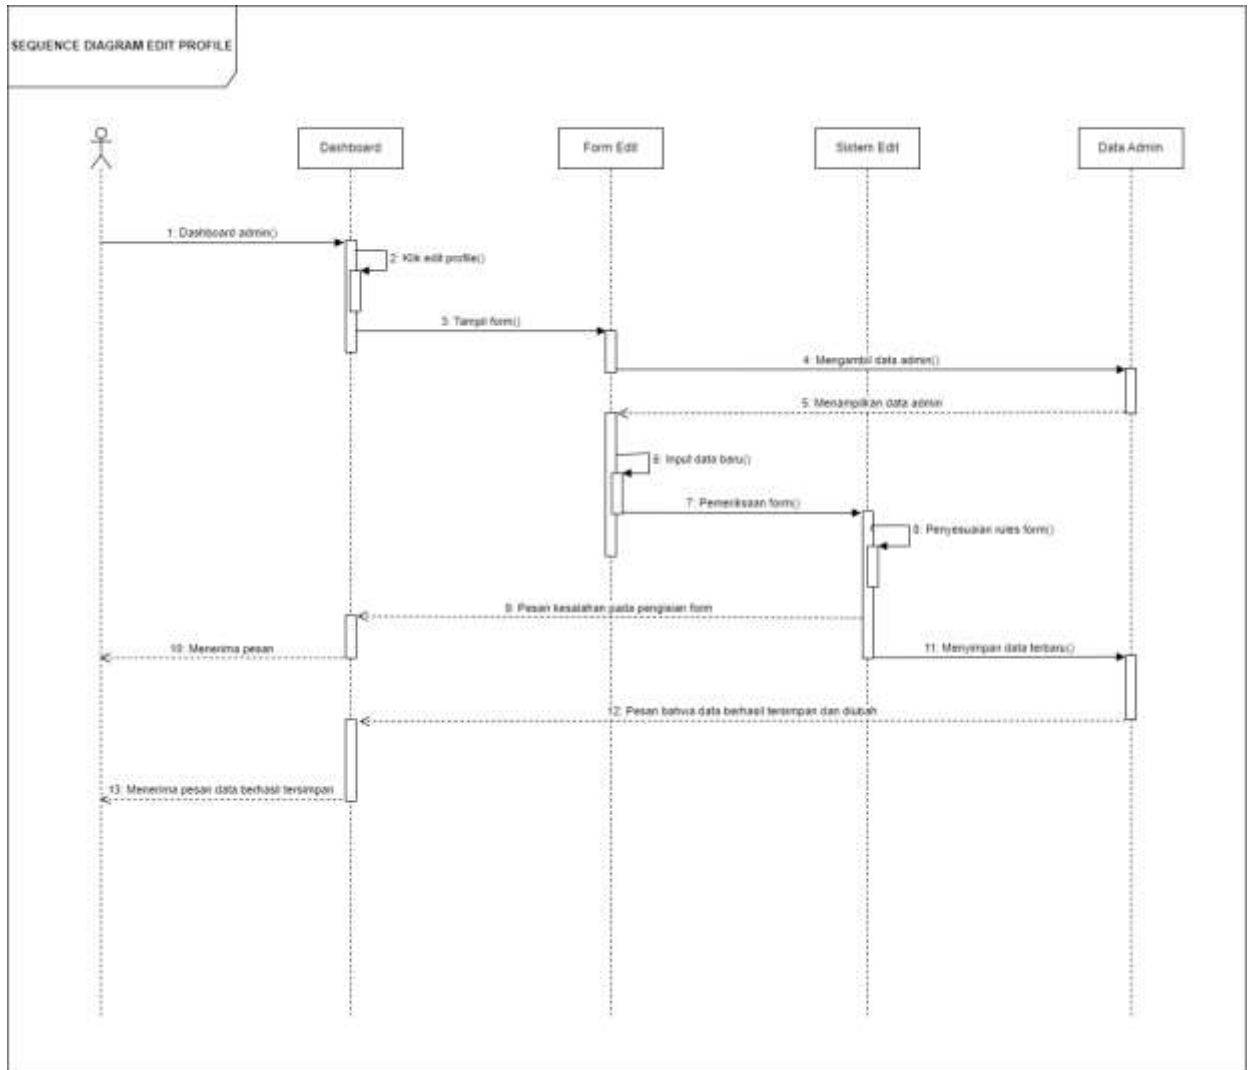 SEQUENCE DIAGRAM EDIT PROFILE
Dashboard
Form Edit
Sistem Edit
Data Admin
1: Dashboard admin()
2: Klik edit profile()
3: Tampil form()
4: Mengambil data admin()
5: Menampilkan data admin
6: Input data baru()
7: Pemeriksaan form()
8: Penyesuaian rules form()
9: Pesan kesalahan pada pengisian form
10: Menerima pesan
11: Menyimpan data terbaru()
12: Pesan bahwa data berhasil tersimpan dan diubah
13: Menerima pesan data berhasil tersimpan